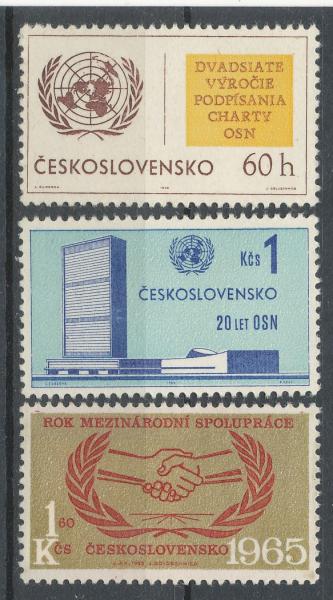 DVADSIATE
VÝROČIE
PODPÍSANIA
CHARTY
OSN
ČESKOSLOVENSKO 60 h
Kčs 1
ČESKOSLOVENSKO
20 LET OSN
ROK MEZINÁRODNÍ SPOLUPRÁCE
1/60
Kčs ČESKOSLOVENSKO 1965